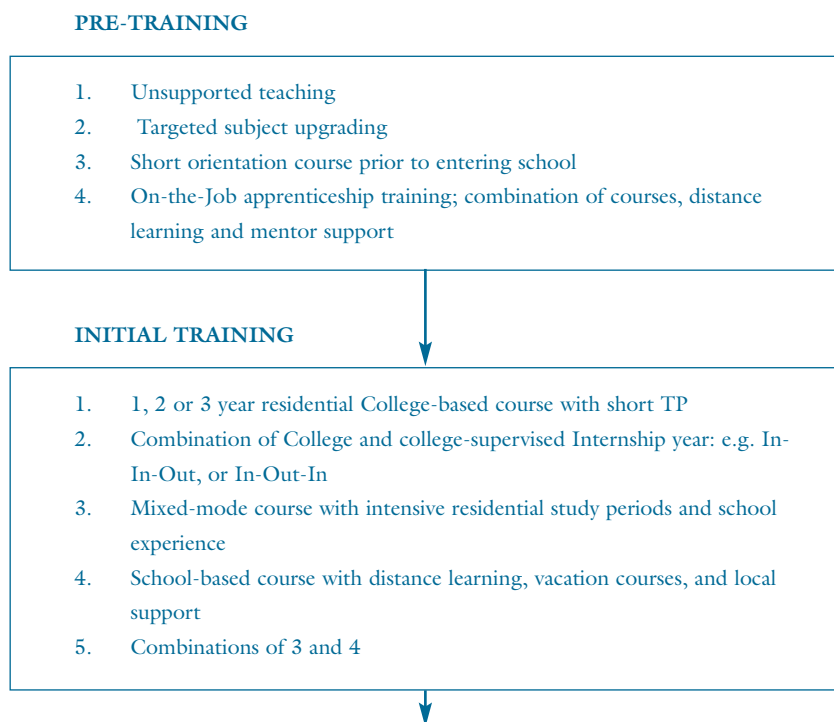 PRE-TRAINING
1. Unsupported teaching
2. Targeted subject upgrading
3. Short orientation course prior to entering school
4. On-the-Job apprenticeship training; combination of courses, distance
learning and mentor support
INITIAL TRAINING
1. 1, 2 or 3 year residential College-based course with short TP
2. Combination of College and college-supervised Internship year: e.g. In-
In-Out, or In-Out-In
3. Mixed-mode course with intensive residential study periods and school
experience
4. School-based course with distance learning, vacation courses, and local
support
5. Combinations of 3 and 4